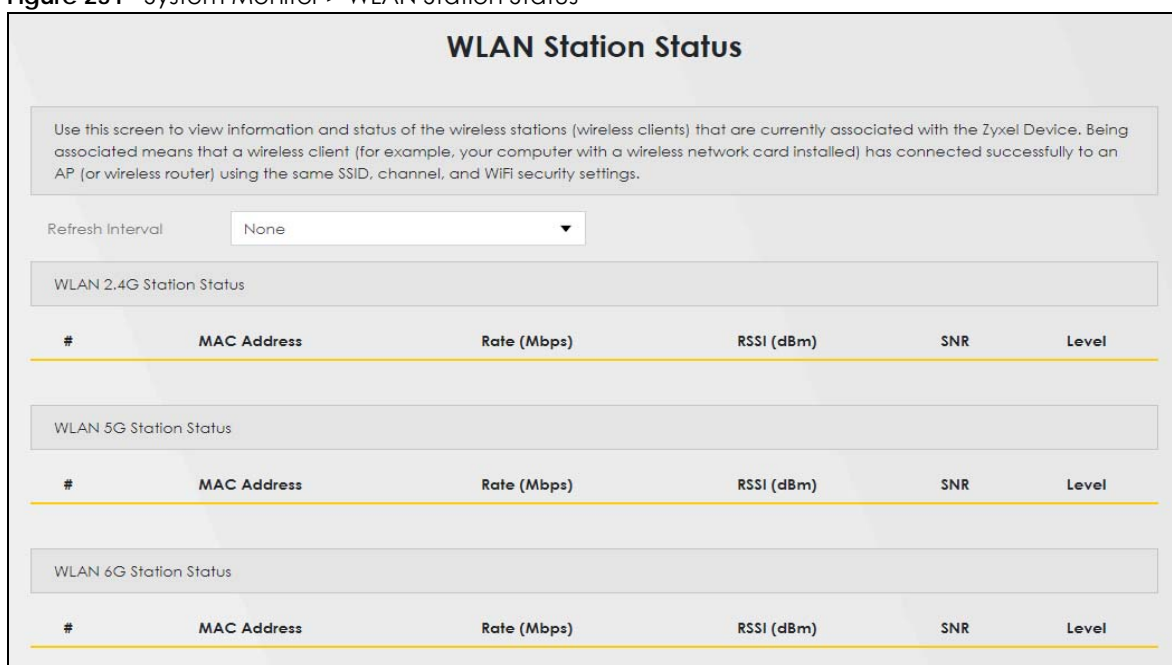 System Monitor > WLAN Station Status
WLAN Station Status
Use this screen to view information and status of the wireless stations (wireless clients) that are currently associated with the Zyxel Device. Being
associated means that a wireless client (for example, your computer with a wireless network card installed) has connected successfully to an
AP (or wireless router) using the same SSID, channel, and WiFi security settings.
Refresh Interval None
WLAN 2.4G Station Status
# MAC Address Rate (Mbps) RSSI (dBm) SNR Level
WLAN 5G Station Status
# MAC Address Rate (Mbps) RSSI (dBm) SNR Level
WLAN 6G Station Status
# MAC Address Rate (Mbps) RSSI (dBm) SNR Level